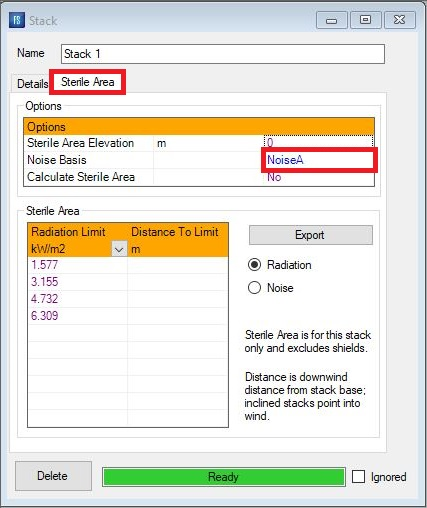 FS Stack
Name Stack 1
Details Sterile Area
Options
Options
Sterile Area Elevation m 0
Noise Basis NoiseA
Calculate Sterile Area No
Sterile Area
Radiation Limit Distance To Limit
kW/m2 m
1.577
3.155
4.732
6.309
Export
Radiation
Noise
Sterile Area is for this stack
only and excludes shields.
Distance is downwind
distance from stack base;
inclined stacks point into
wind.
Delete Ready Ignored